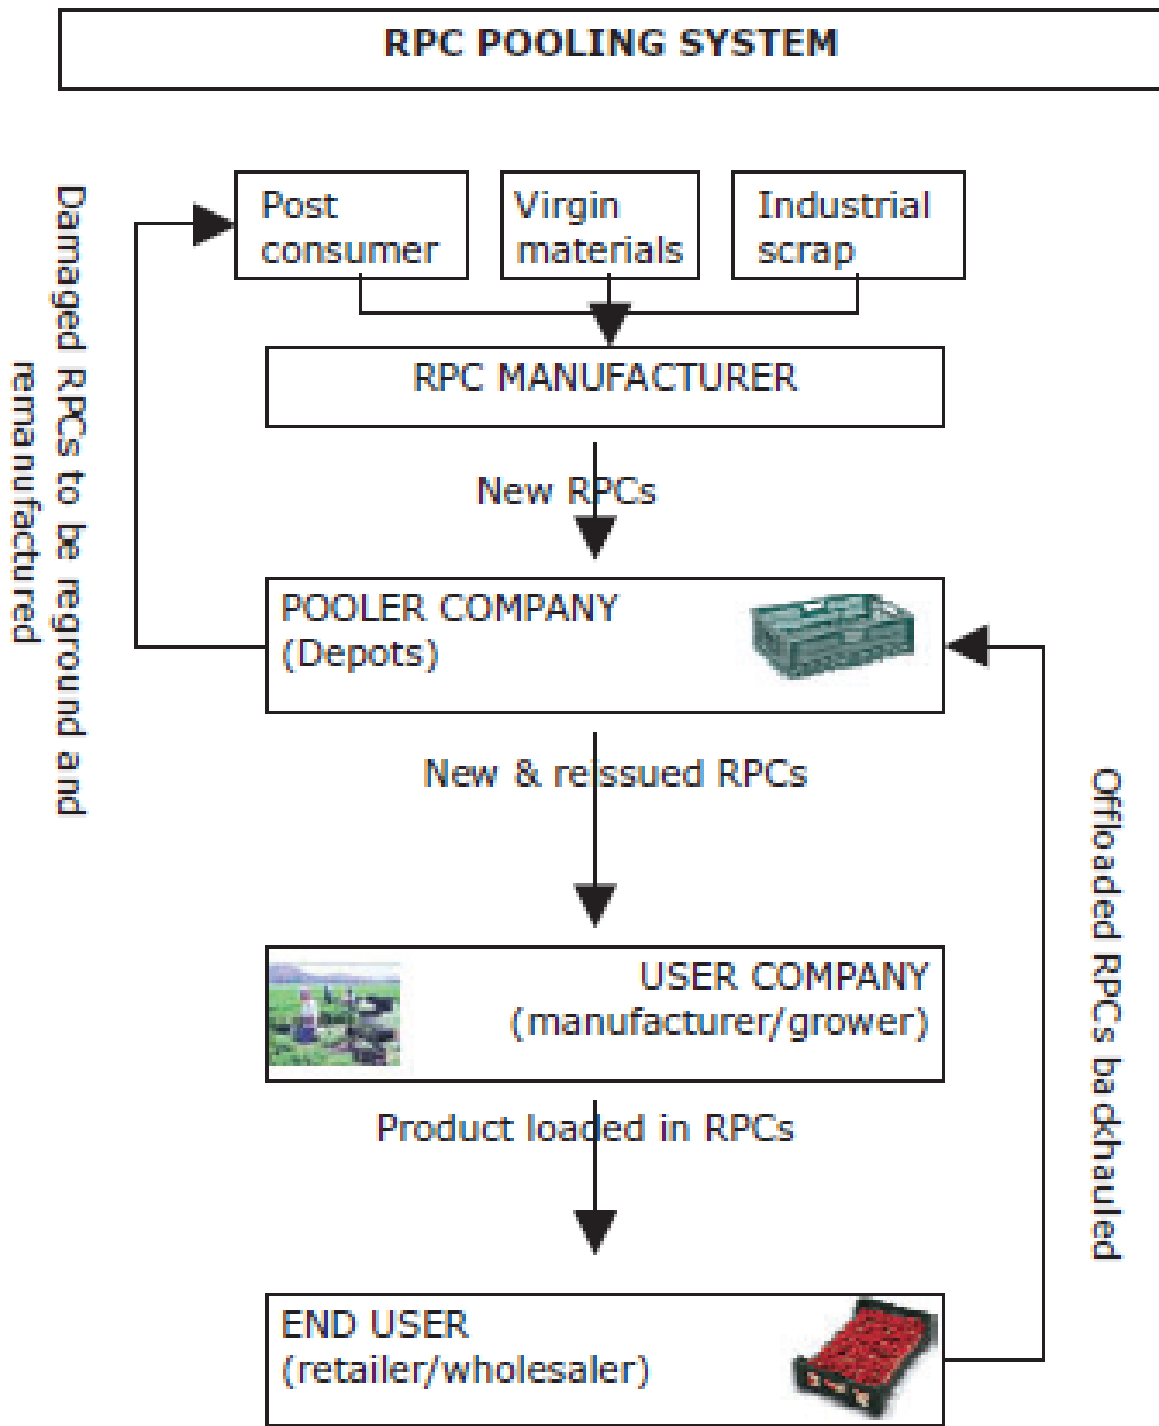 RPC POOLING SYSTEM
Post
consumer
Virgin
materials
Industrial
scrap
RPC MANUFACTURER
New RPCs
POOLER COMPANY
(Depots)
New & reissued RPCs
USER COMPANY
(manufacturer/grower)
Product loaded in RPCs
END USER
(retailer/wholesaler)
Damaged RPCs to be reground and
remanufactured
Offloaded RPCs backhauled